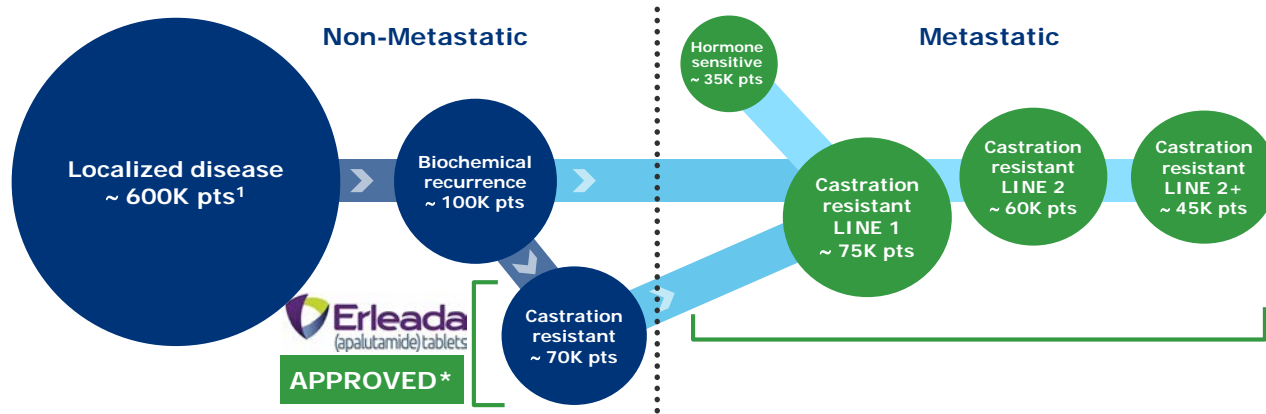 Non-Metastatic
Metastatic
Localized disease
~ 600K pts1
Biochemical
recurrence
~ 100K pts
Castration
resistant
~ 70K pts
Erleada
(apalutamide) tablets
APPROVED*
Hormone
sensitive
~ 35K pts
Castration
resistant
LINE 1
~ 75K pts
Castration
resistant
LINE 2
~ 60K pts
Castration
resistant
LINE 2+
~ 45K pts